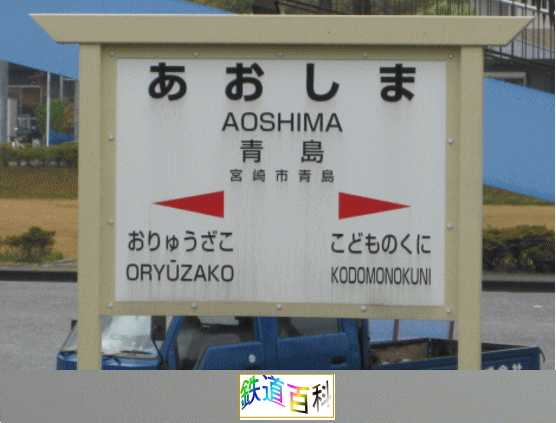 あおしま
AOSHIMA
青島
宮崎市青島
おりゅうざこ こどものくに
ORYŪZAKO KODOMONOKUNI
鉄道百科